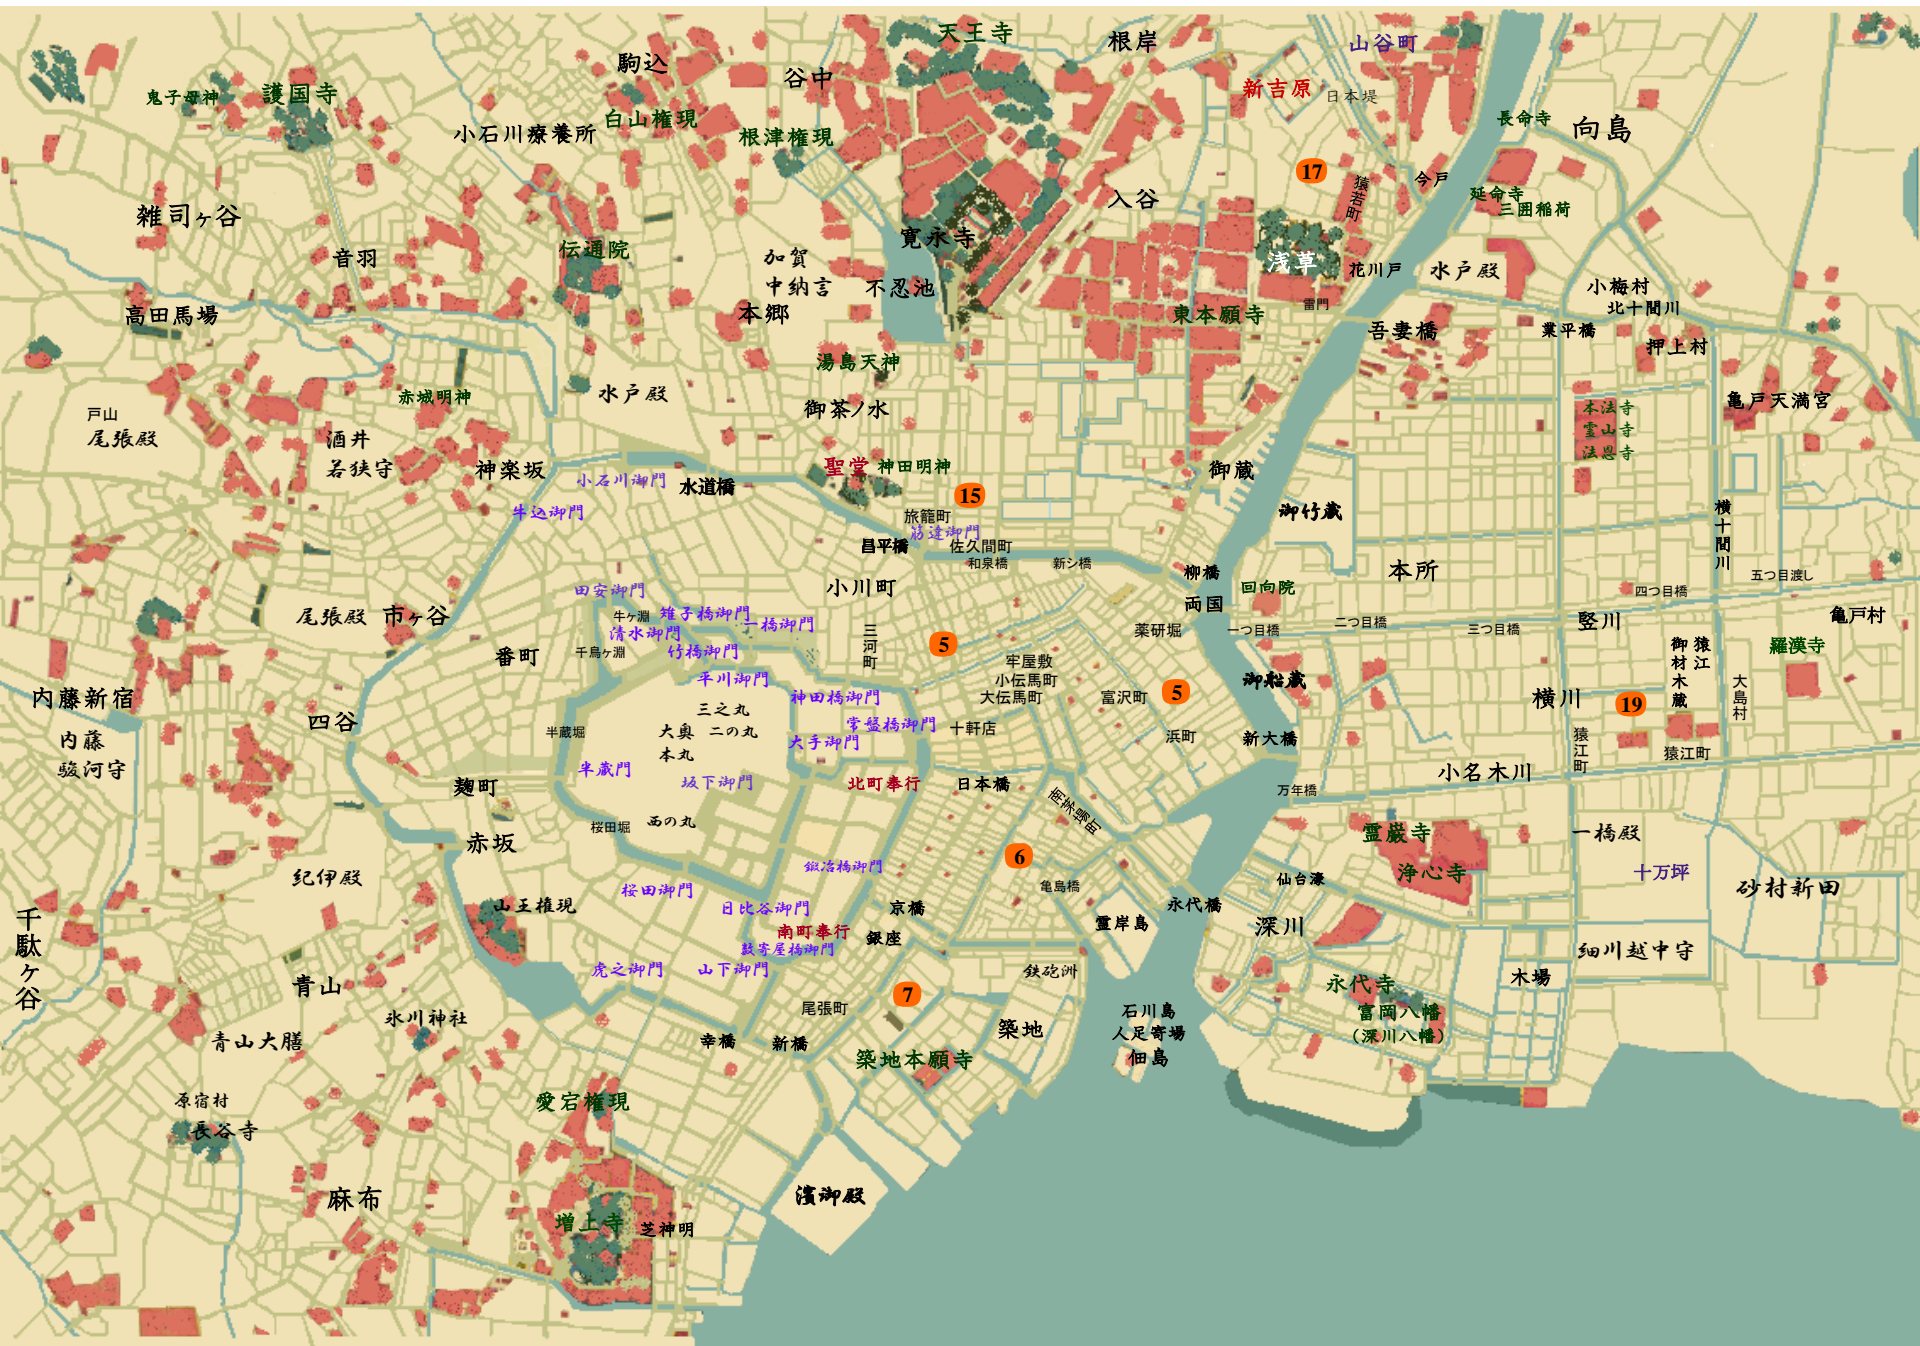 天王寺
根岸
山谷町
駒込
谷中
鬼子母神
護国寺
新吉原
日本堤
小石川療養所
白山権現
根津権現
長命寺
向島
17
猿若町
今戸
延命寺
三囲稲荷
雑司ヶ谷
音羽
伝通院
入谷
寛永寺
浅草
花川戸
水戸殿
加賀
中納言
不忍池
本郷
小梅村
北十間川
高田馬場
東本願寺
雷門
吾妻橋
業平橋
押上村
湯島天神
赤城明神
水戸殿
御茶ノ水
本法寺
霊山寺
法恩寺
亀戸天満宮
戸山
尾張殿
酒井
若狭守
神楽坂
小石川御門
水道橋
聖堂
神田明神
御蔵
牛込御門
15
旅籠町
筋違御門
御竹蔵
横十間川
昌平橋
佐久間町
和泉橋
新シ橋
柳橋
本所
五つ目渡し
田安御門
小川町
両国
回向院
四つ目橋
尾張殿
市ヶ谷
牛ヶ淵
雉子橋御門
一橋御門
清水御門
三河町
薬研堀
一つ目橋
二つ目橋
三つ目橋
竪川
亀戸村
番町
千鳥ヶ淵
竹橋御門
5
牢屋敷
小伝馬町
大伝馬町
御材木蔵
猿江
羅漢寺
平川御門
御船蔵
内藤新宿
神田橋御門
富沢町
5
横川
19
大島村
四谷
三之丸
大奥
二の丸
本丸
常盤橋御門
大手御門
十軒店
浜町
新大橋
半蔵堀
内藤
駿河守
猿江町
猿江町
半蔵門
坂下御門
北町奉行
日本橋
小名木川
麹町
万年橋
南茅場町
桜田堀
西の丸
赤坂
霊巌寺
一橋殿
6
鍛冶橋御門
浄心寺
十万坪
紀伊殿
桜田御門
亀島橋
仙台濠
砂村新田
山王権現
日比谷御門
京橋
永代橋
千駄ヶ谷
南町奉行
銀座
霊岸島
深川
数寄屋橋御門
細川越中守
虎之御門
山下御門
鉄砲洲
木場
青山
7
永代寺
尾張町
石川島
人足寄場
佃島
富岡八幡
(深川八幡)
氷川神社
築地
青山大膳
幸橋
新橋
築地本願寺
原宿村
愛宕権現
長谷寺
麻布
濱御殿
増上寺
芝神明